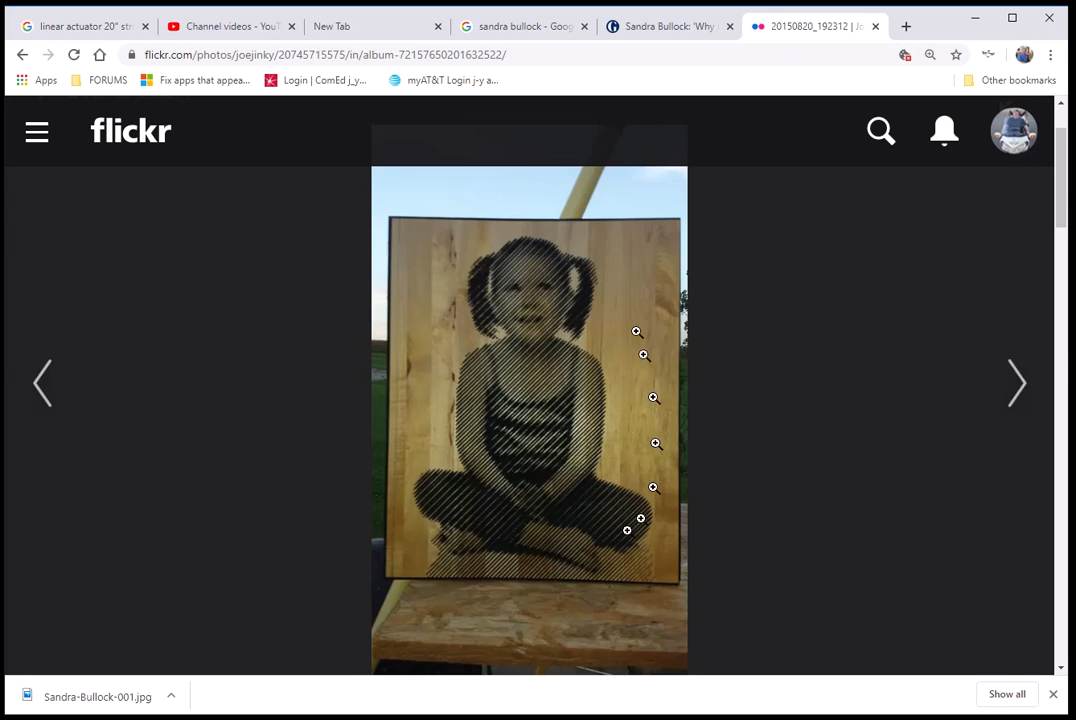 linear actuator 20" str
Channel videos - YouT
New Tab
sandra bullock - Goog
Sandra Bullock: 'Why
20150820_192312 | Jo
flickr.com/photos/joejinky/20745715575/in/album-72157650201632522/
Apps
FORUMS
Fix apps that appea...
Login | ComEd j_y...
myAT&T Login j-y a...
Other bookmarks
flickr
Sandra-Bullock-001.jpg
Show all